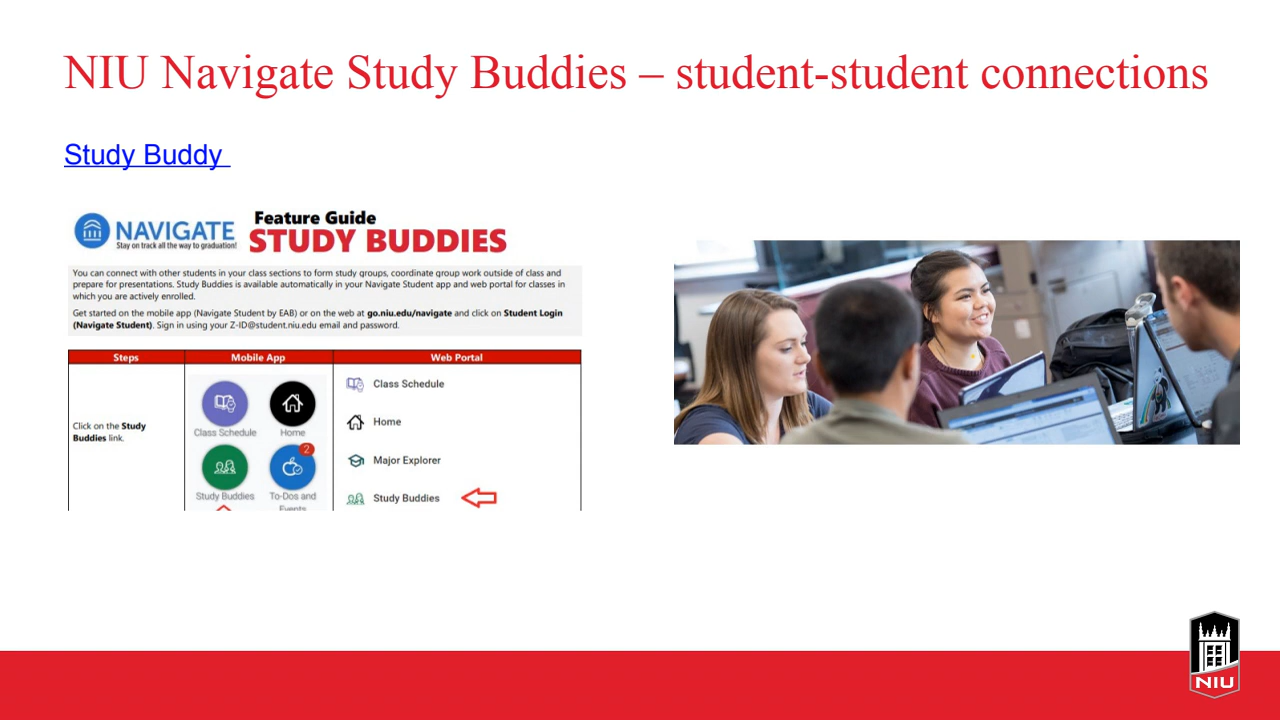 NIU Navigate Study Buddies – student-student connections
Study Buddy
NAVIGATE
Stay on track all the way to graduation!
Feature Guide
STUDY BUDDIES
You can connect with other students in your class sections to form study groups, coordinate group work outside of class and
prepare for presentations. Study Buddies is available automatically in your Navigate Student app and web portal for classes in
which you are actively enrolled.
Get started on the mobile app (Navigate Student by EAB) or on the web at go.niu.edu/navigate and click on Student Login
(Navigate Student). Sign in using your Z-ID@student.niu.edu email and password.
Steps Mobile App Web Portal
Click on the Study
Buddies link.
Class Schedule Home
2
Study Buddies To-Dos and
Events
Class Schedule
Home
Major Explorer
Study Buddies
NIU